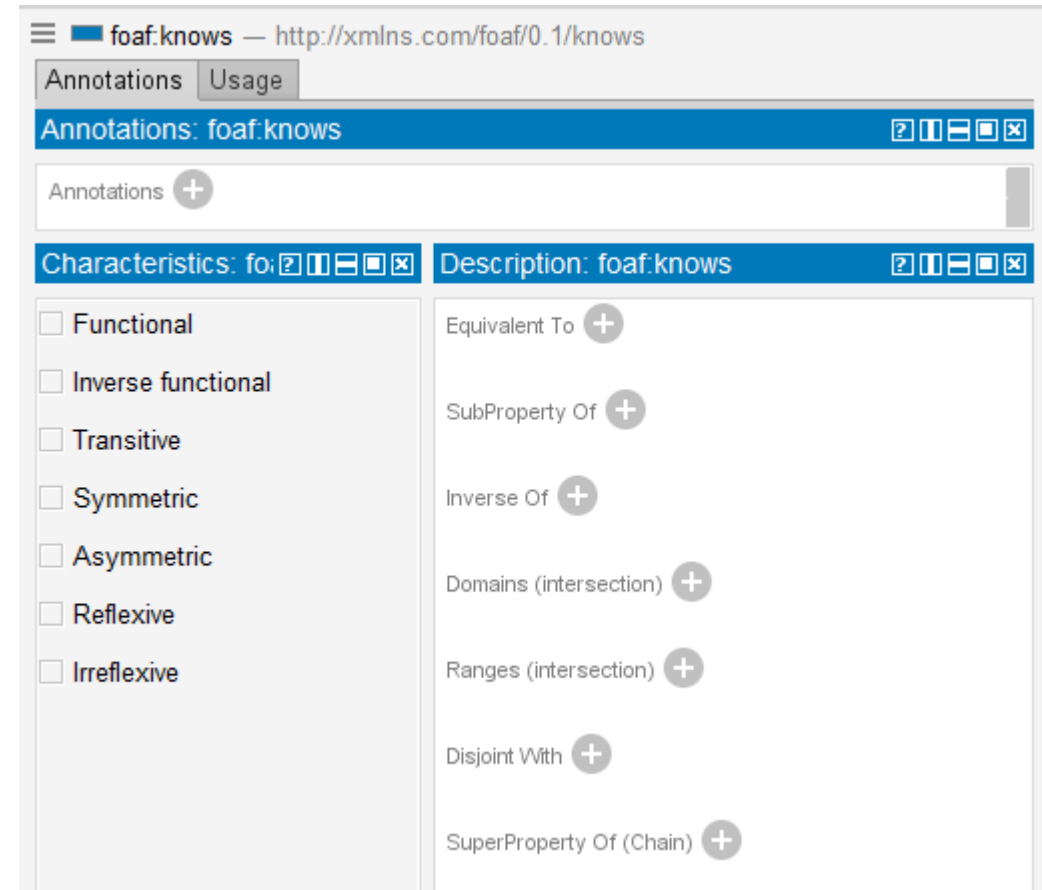 foaf:knows — http://xmlns.com/foaf/0.1/knows
Annotations Usage
Annotations: foaf:knows
Annotations
Characteristics: foa
Functional
Inverse functional
Transitive
Symmetric
Asymmetric
Reflexive
Irreflexive
Description: foaf:knows
Equivalent To
SubProperty Of
Inverse Of
Domains (intersection)
Ranges (intersection)
Disjoint With
SuperProperty Of (Chain)